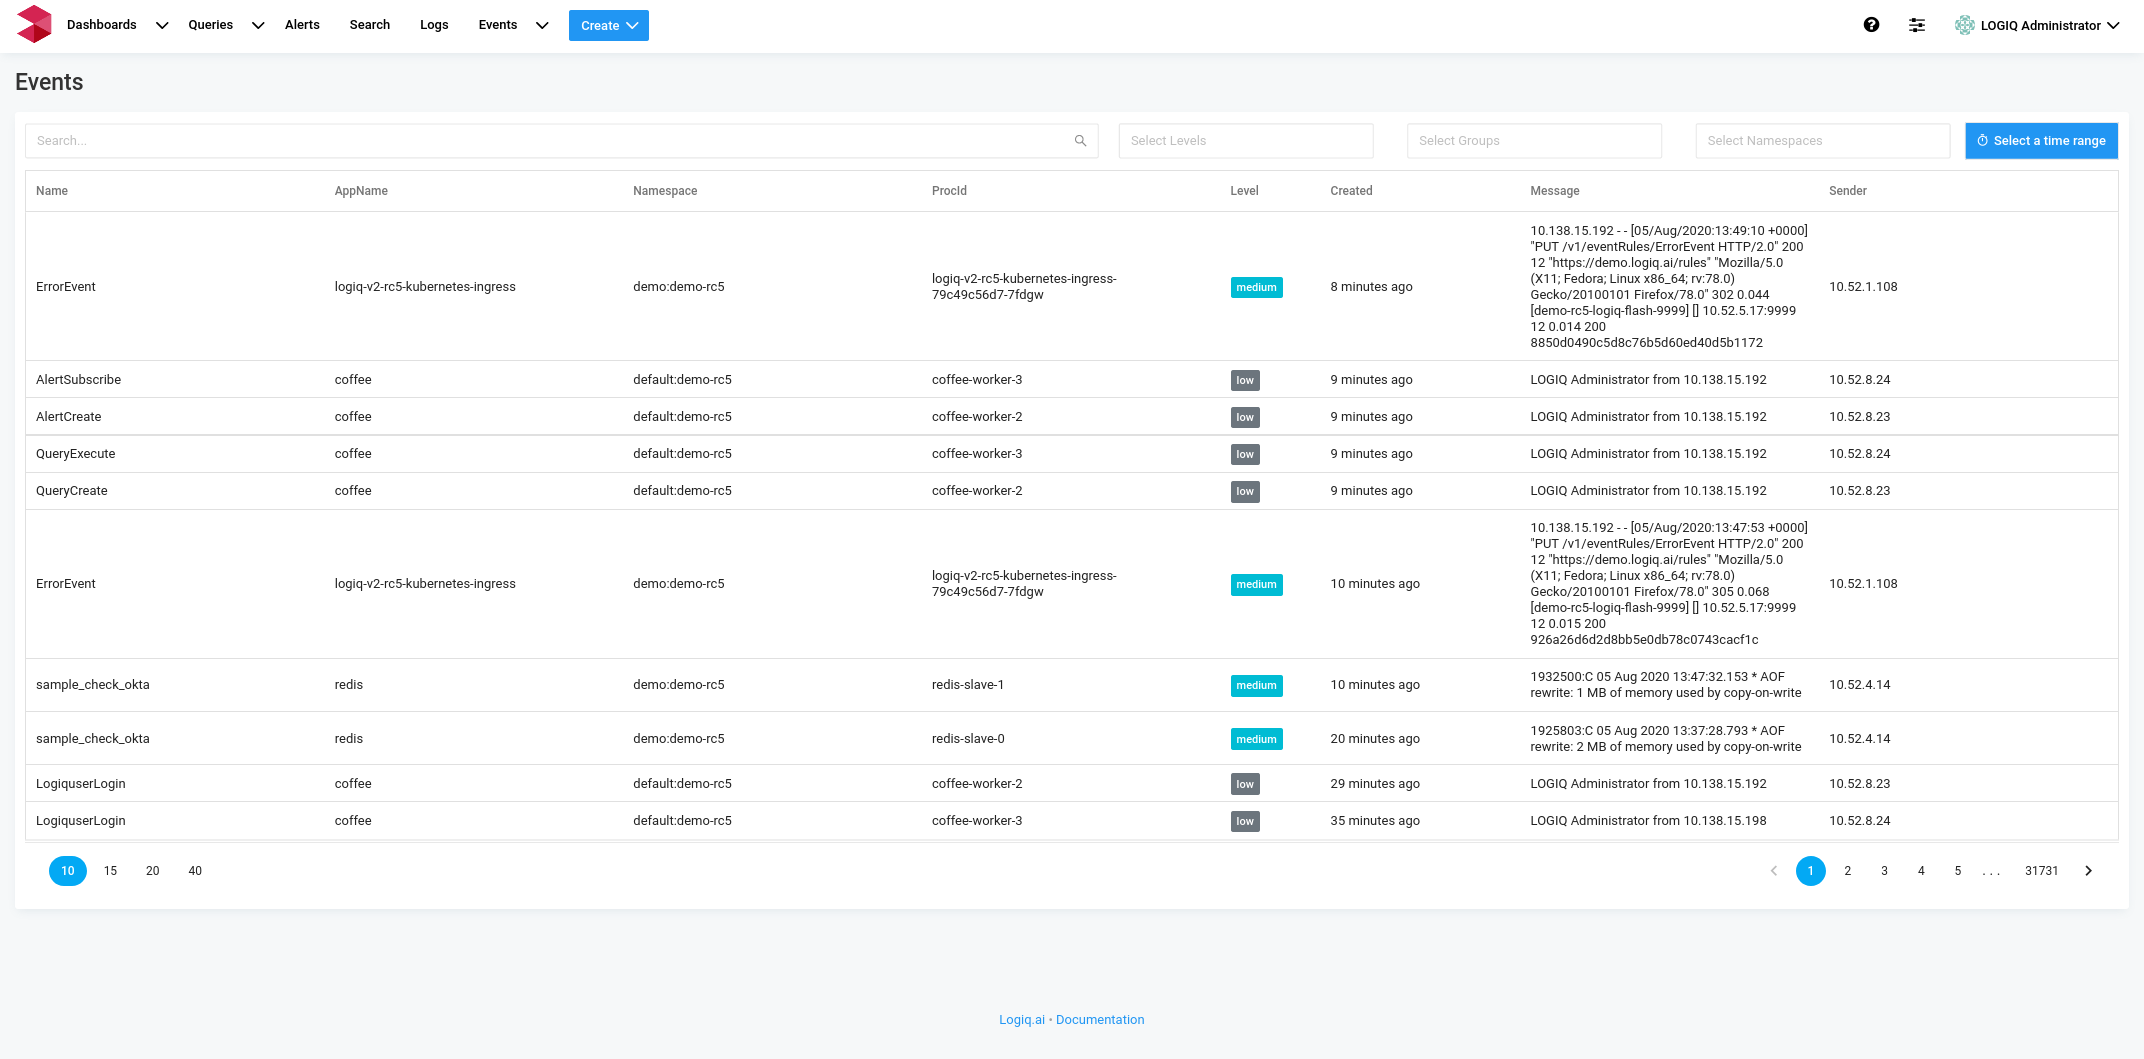 Dashboards Queries Alerts Search Logs Events Create LOGIQ Administrator
Events
Search... Select Levels Select Groups Select Namespaces Select a time range
Name AppName Namespace ProcId Level Created Message Sender
ErrorEvent logiq-v2-rc5-kubernetes-ingress demo:demo-rc5 logiq-v2-rc5-kubernetes-ingress-
79c49c56d7-7fdgw medium 8 minutes ago 10.138.15.192 - - [05/Aug/2020:13:49:10 +0000]
"PUT /v1/eventRules/ErrorEvent HTTP/2.0" 200
12 "https://demo.logiq.ai/rules" "Mozilla/5.0
(X11; Fedora; Linux x86_64; rv:78.0)
Gecko/20100101 Firefox/78.0" 302 0.044
[demo-rc5-logiq-flash-9999] [] 10.52.5.17:9999
12 0.014 200
8850d0490c5d8c76b5d60ed40d5b1172 10.52.1.108
AlertSubscribe coffee default:demo-rc5 coffee-worker-3 low 9 minutes ago LOGIQ Administrator from 10.138.15.192 10.52.8.24
AlertCreate coffee default:demo-rc5 coffee-worker-2 low 9 minutes ago LOGIQ Administrator from 10.138.15.192 10.52.8.23
QueryExecute coffee default:demo-rc5 coffee-worker-3 low 9 minutes ago LOGIQ Administrator from 10.138.15.192 10.52.8.24
QueryCreate coffee default:demo-rc5 coffee-worker-2 low 9 minutes ago LOGIQ Administrator from 10.138.15.192 10.52.8.23
ErrorEvent logiq-v2-rc5-kubernetes-ingress demo:demo-rc5 logiq-v2-rc5-kubernetes-ingress-
79c49c56d7-7fdgw medium 10 minutes ago 10.138.15.192 - - [05/Aug/2020:13:47:53 +0000]
"PUT /v1/eventRules/ErrorEvent HTTP/2.0" 200
12 "https://demo.logiq.ai/rules" "Mozilla/5.0
(X11; Fedora; Linux x86_64; rv:78.0)
Gecko/20100101 Firefox/78.0" 305 0.068
[demo-rc5-logiq-flash-9999] [] 10.52.5.17:9999
12 0.015 200
926a26d6d2d8bb5e0db78c0743cacf1c 10.52.1.108
sample_check_okta redis demo:demo-rc5 redis-slave-1 medium 10 minutes ago 1932500:C 05 Aug 2020 13:47:32.153 * AOF
rewrite: 1 MB of memory used by copy-on-write 10.52.4.14
sample_check_okta redis demo:demo-rc5 redis-slave-0 medium 20 minutes ago 1925803:C 05 Aug 2020 13:37:28.793 * AOF
rewrite: 2 MB of memory used by copy-on-write 10.52.4.14
LogiquserLogin coffee default:demo-rc5 coffee-worker-2 low 29 minutes ago LOGIQ Administrator from 10.138.15.192 10.52.8.23
LogiquserLogin coffee default:demo-rc5 coffee-worker-3 low 35 minutes ago LOGIQ Administrator from 10.138.15.198 10.52.8.24
10 15 20 40 1 2 3 4 5 ... 31731
Logiq.ai • Documentation